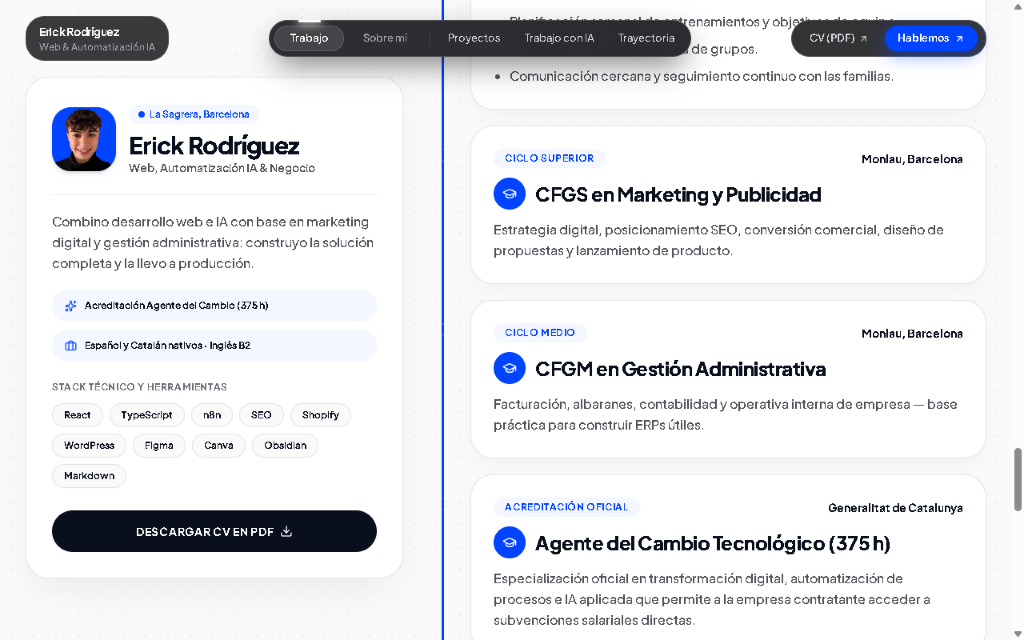 Erick Rodríguez
Web & Automatización IA
Trabajo
Sobre mí
Proyectos
Trabajo con IA
Trayectoria
CV (PDF)
Hablemos
La Sagrera, Barcelona
Erick Rodríguez
Web, Automatización IA & Negocio
Combino desarrollo web e IA con base en marketing
digital y gestión administrativa: construyo la solución
completa y la llevo a producción.
Acreditación Agente del Cambio (375 h)
Español y Catalán nativos · Inglés B2
STACK TÉCNICO Y HERRAMIENTAS
React
TypeScript
n8n
SEO
Shopify
WordPress
Figma
Canva
Obsidian
Markdown
DESCARGAR CV EN PDF
de grupos.
Comunicación cercana y seguimiento continuo con las familias.
CICLO SUPERIOR
Monlau, Barcelona
CFGS en Marketing y Publicidad
Estrategia digital, posicionamiento SEO, conversión comercial, diseño de
propuestas y lanzamiento de producto.
CICLO MEDIO
Monlau, Barcelona
CFGM en Gestión Administrativa
Facturación, albaranes, contabilidad y operativa interna de empresa — base
práctica para construir ERPs útiles.
ACREDITACIÓN OFICIAL
Generalitat de Catalunya
Agente del Cambio Tecnológico (375 h)
Especialización oficial en transformación digital, automatización de
procesos e IA aplicada que permite a la empresa contratante acceder a
subvenciones salariales directas.